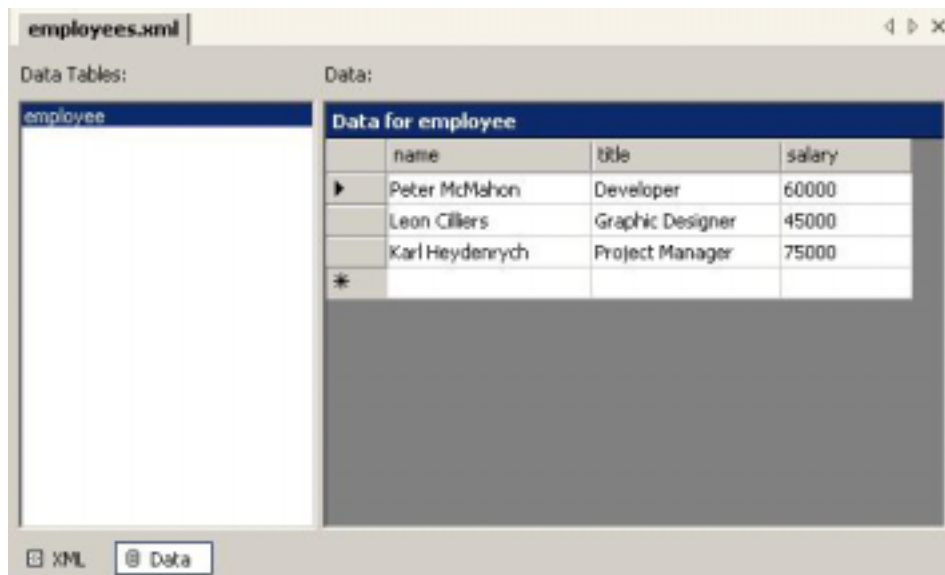 employees.xml
Data Tables:
Data:
employee
Data for employee
name title salary
Peter McMahon Developer 60000
Leon Cilliers Graphic Designer 45000
Karl Heydenrych Project Manager 75000
XML Data